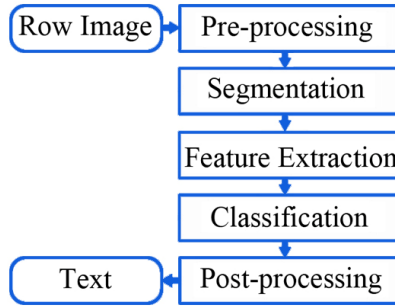 Row Image
Pre-processing
Segmentation
Feature Extraction
Classification
Post-processing
Text